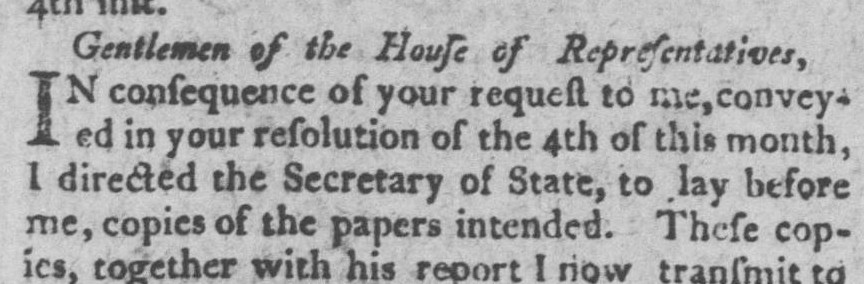 4th inst.
Gentlemen of the Houſe of Repreſentatives,
IN conſequence of your requeſt to me, convey-
ed in your reſolution of the 4th of this month,
I directed the Secretary of State, to lay before
me, copies of the papers intended. Theſe cop-
ies, together with his report I now tranſmit to